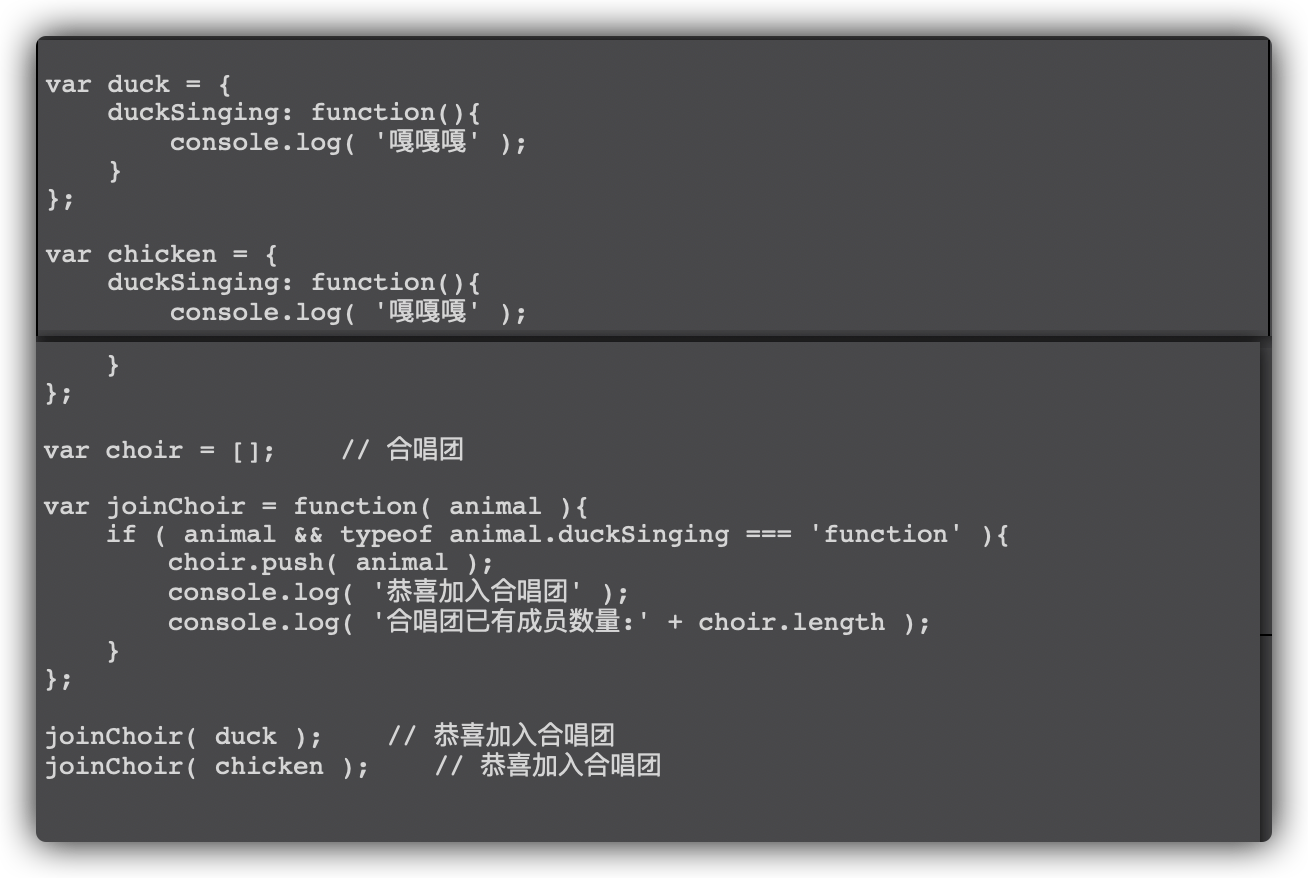 var duck = {
    duckSinging: function(){
        console.log( '嘎嘎嘎' );
    }
};

var chicken = {
    duckSinging: function(){
        console.log( '嘎嘎嘎' );
    }
};

var choir = [];    // 合唱团

var joinChoir = function( animal ){
    if ( animal && typeof animal.duckSinging === 'function' ){
        choir.push( animal );
        console.log( '恭喜加入合唱团' );
        console.log( '合唱团已有成员数量:' + choir.length );
    }
};

joinChoir( duck );    // 恭喜加入合唱团
joinChoir( chicken );    // 恭喜加入合唱团